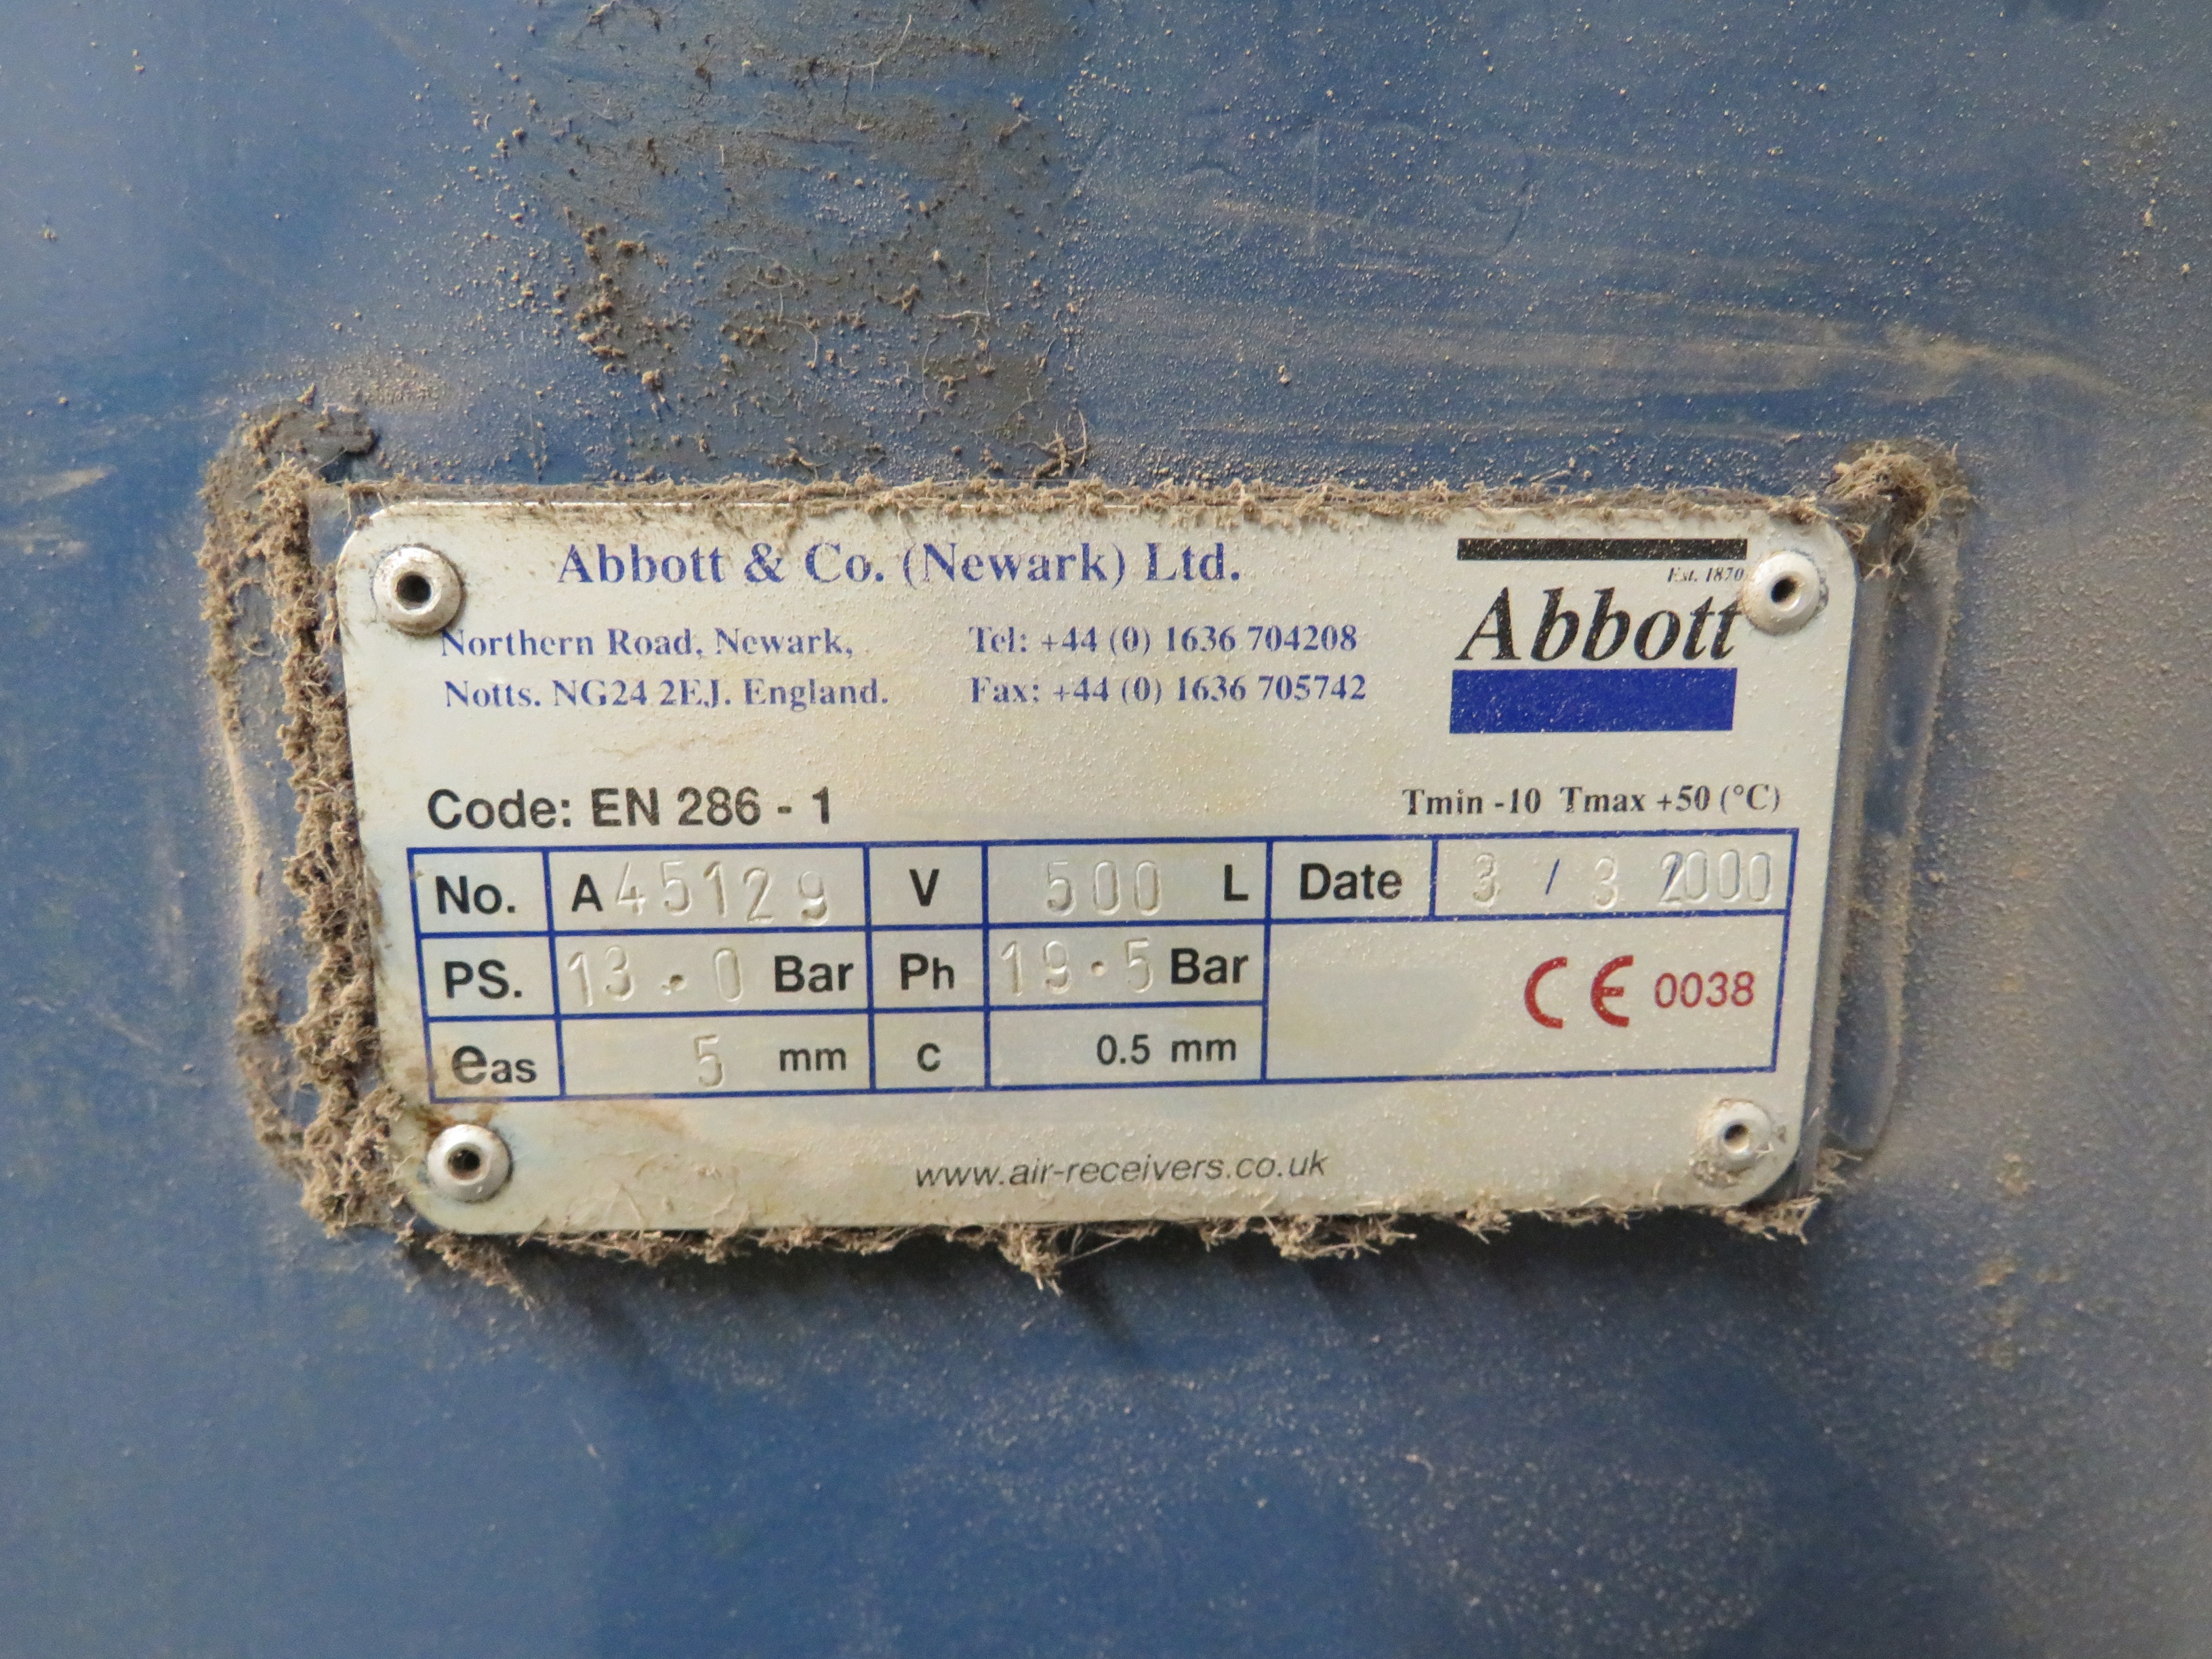 Abbott & Co. (Newark) Ltd.
Est. 1870
Abbott
Northern Road, Newark, Tel: +44 (0) 1636 704208
Notts. NG24 2EJ. England. Fax: +44 (0) 1636 705742
Code: EN 286 - 1 Tmin -10 Tmax +50 (°C)
No. A45129 V 500 L Date 3 / 3 / 2000
PS. 13.0 Bar Ph 19.5 Bar CE 0038
eas 5 mm c 0.5 mm
www.air-receivers.co.uk